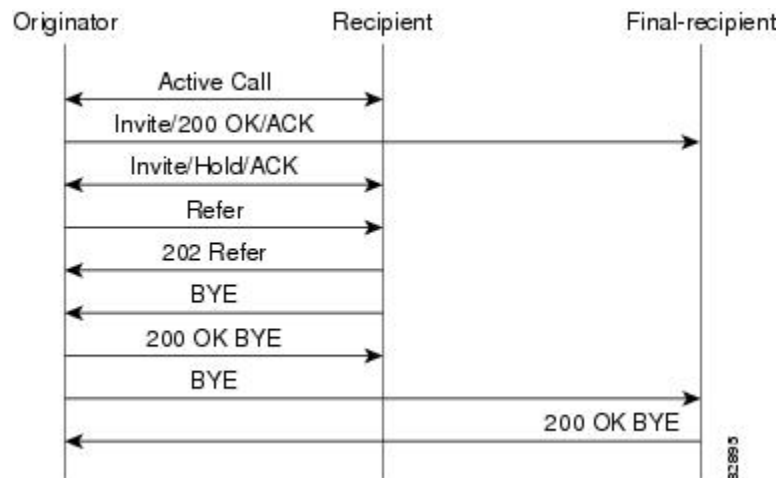 Originator Recipient Final-recipient
Active Call
Invite/200 OK/ACK
Invite/Hold/ACK
Refer
202 Refer
BYE
200 OK BYE
BYE
200 OK BYE
82895